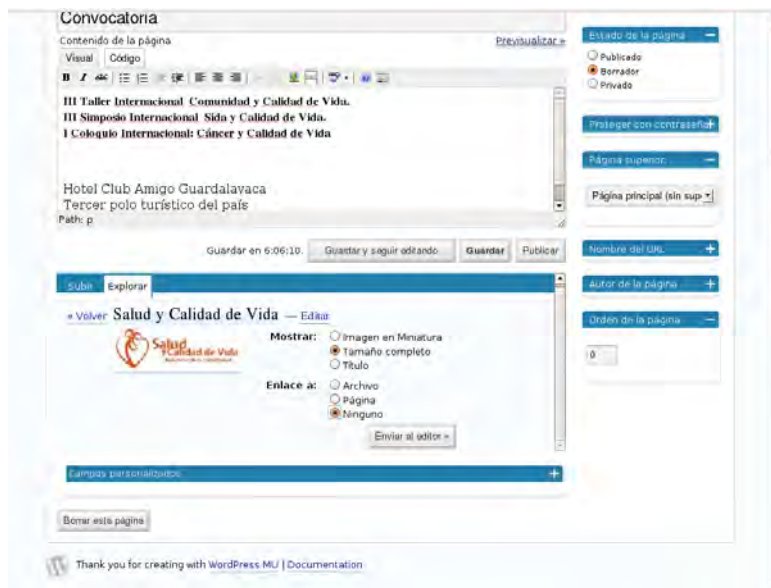 Convocatoria
Contenido de la página
Previsualizar »
Visual Código
B I ABC
III Taller Internacional Comunidad y Calidad de Vida.
III Simposio Internacional Sida y Calidad de Vida.
I Coloquio Internacional: Cáncer y Calidad de Vida
Hotel Club Amigo Guardalavaca
Tercer polo turístico del país
Path: p
Guardar en 6:06:10. Guardar y seguir editando Guardar Publicar
Subir Explorar
« Volver Salud y Calidad de Vida — Editar
Salud
y Calidad de Vida
Mostrar: Imagen en Miniatura
Tamaño completo
Título
Enlace a: Archivo
Página
Ninguno
Enviar al editor »
Campos personalizados
Borrar esta página
Estado de la página
Publicado
Borrador
Privado
Proteger con contraseña
Página superior
Página principal (sin sup
Nombre del URL
Autor de la página
Orden de la página
0
Thank you for creating with WordPress MU | Documentation